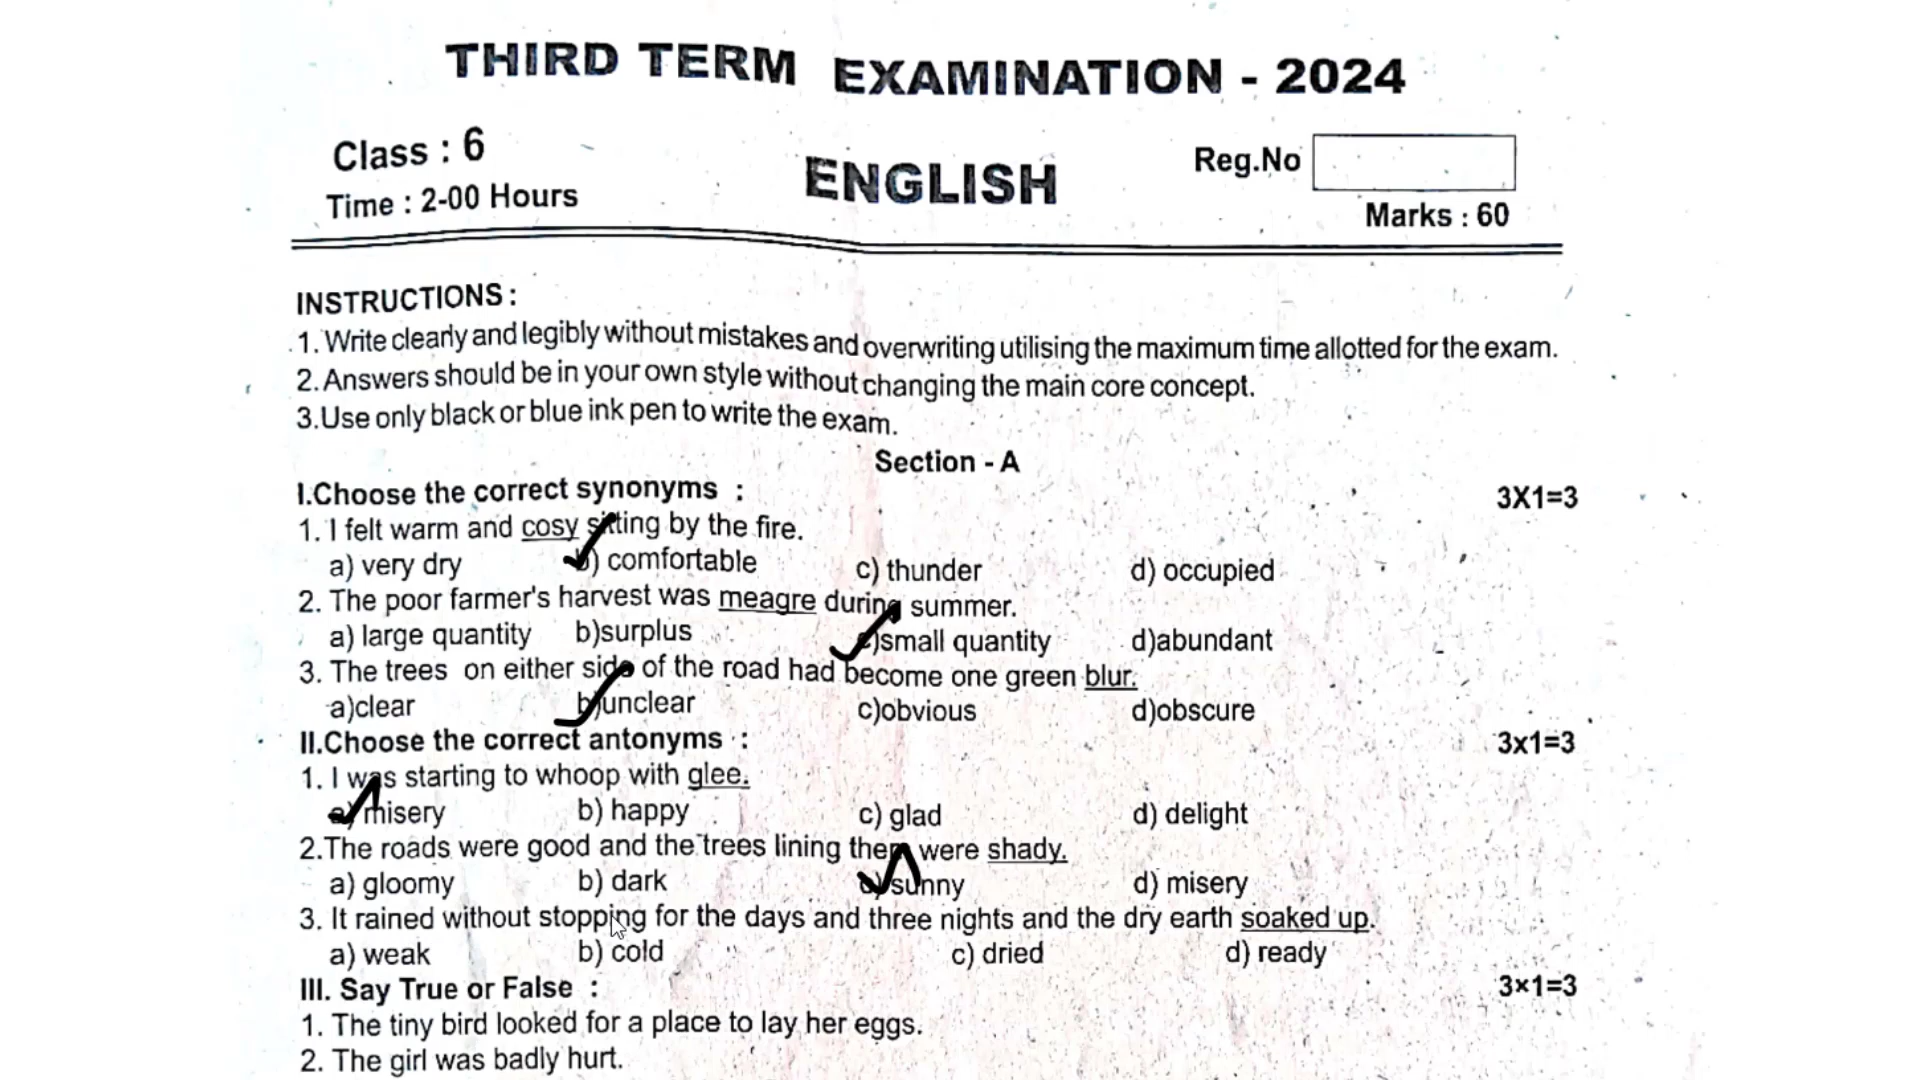 THIRD TERM EXAMINATION - 2024
Class : 6
ENGLISH
Reg.No
Time : 2-00 Hours
Marks : 60
INSTRUCTIONS :
1. Write clearly and legibly without mistakes and overwriting utilising the maximum time allotted for the exam.
2. Answers should be in your own style without changing the main core concept.
3.Use only black or blue ink pen to write the exam.
Section - A
I.Choose the correct synonyms : 3X1=3
1. I felt warm and cosy sitting by the fire.
a) very dry b) comfortable c) thunder d) occupied
2. The poor farmer's harvest was meagre during summer.
a) large quantity b)surplus c)small quantity d)abundant
3. The trees on either side of the road had become one green blur.
a)clear b)unclear c)obvious d)obscure
II.Choose the correct antonyms : 3x1=3
1. I was starting to whoop with glee.
a) misery b) happy c) glad d) delight
2.The roads were good and the trees lining them were shady.
a) gloomy b) dark c) sunny d) misery
3. It rained without stopping for the days and three nights and the dry earth soaked up.
a) weak b) cold c) dried d) ready
III. Say True or False : 3×1=3
1. The tiny bird looked for a place to lay her eggs.
2. The girl was badly hurt.